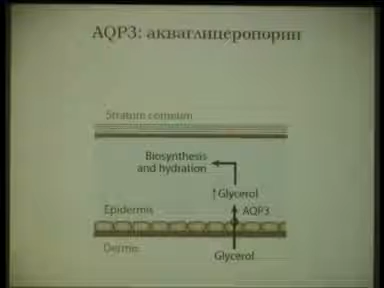 AQP3: акваглицеропорин
Stratum corneum
Biosynthesis
and hydration
↑Glycerol
Epidermis
AQP3
Dermis
Glycerol